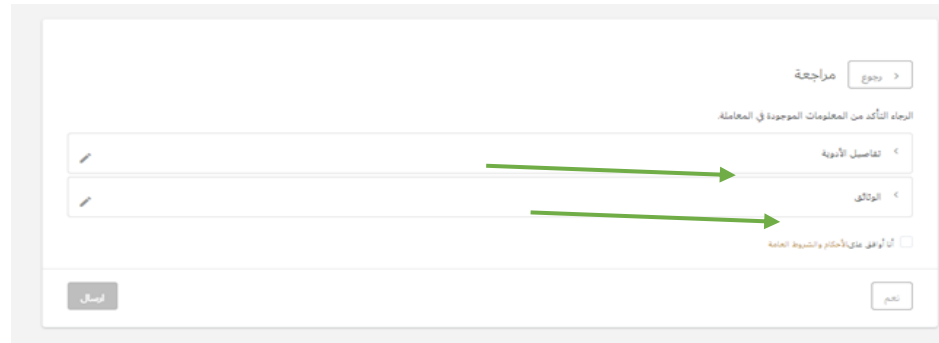 رجوع مراجعة
الرجاء التأكد من المعلومات الموجودة في المعاملة.
تفاصيل الأدوية
الوثائق
أنا أوافق على الأحكام والشروط العامة
نعم ارسال